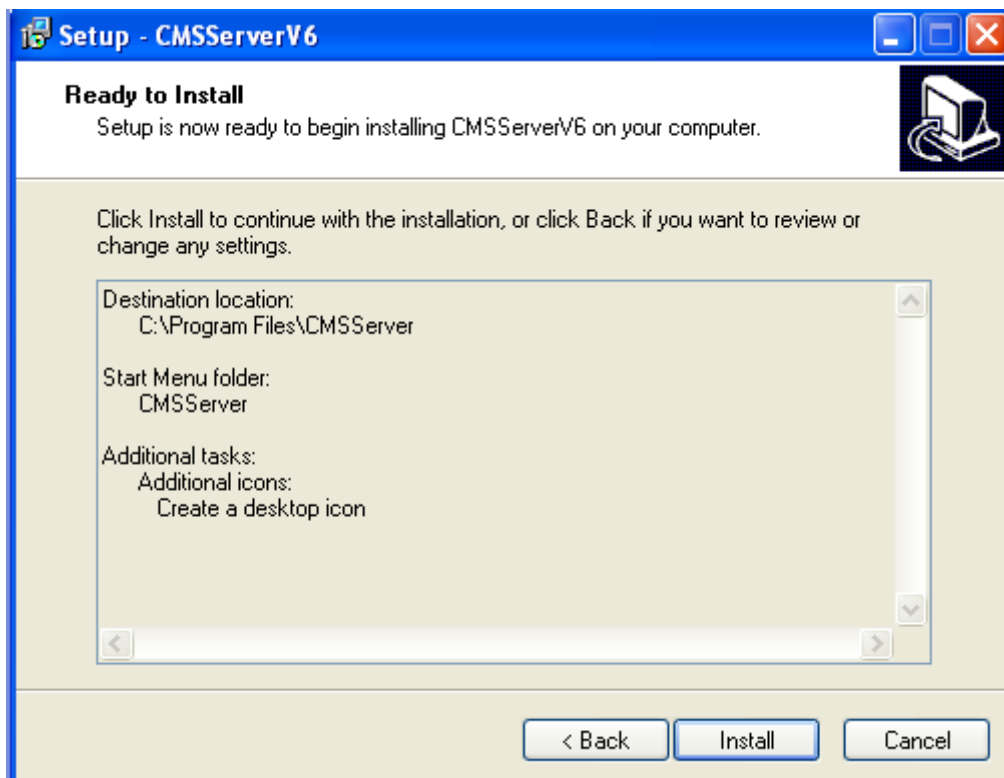 Setup - CMSServerV6
Ready to Install
Setup is now ready to begin installing CMSServerV6 on your computer.
Click Install to continue with the installation, or click Back if you want to review or
change any settings.
Destination location:
C:\Program Files\CMSServer
Start Menu folder:
CMSServer
Additional tasks:
Additional icons:
Create a desktop icon
< Back
Install
Cancel